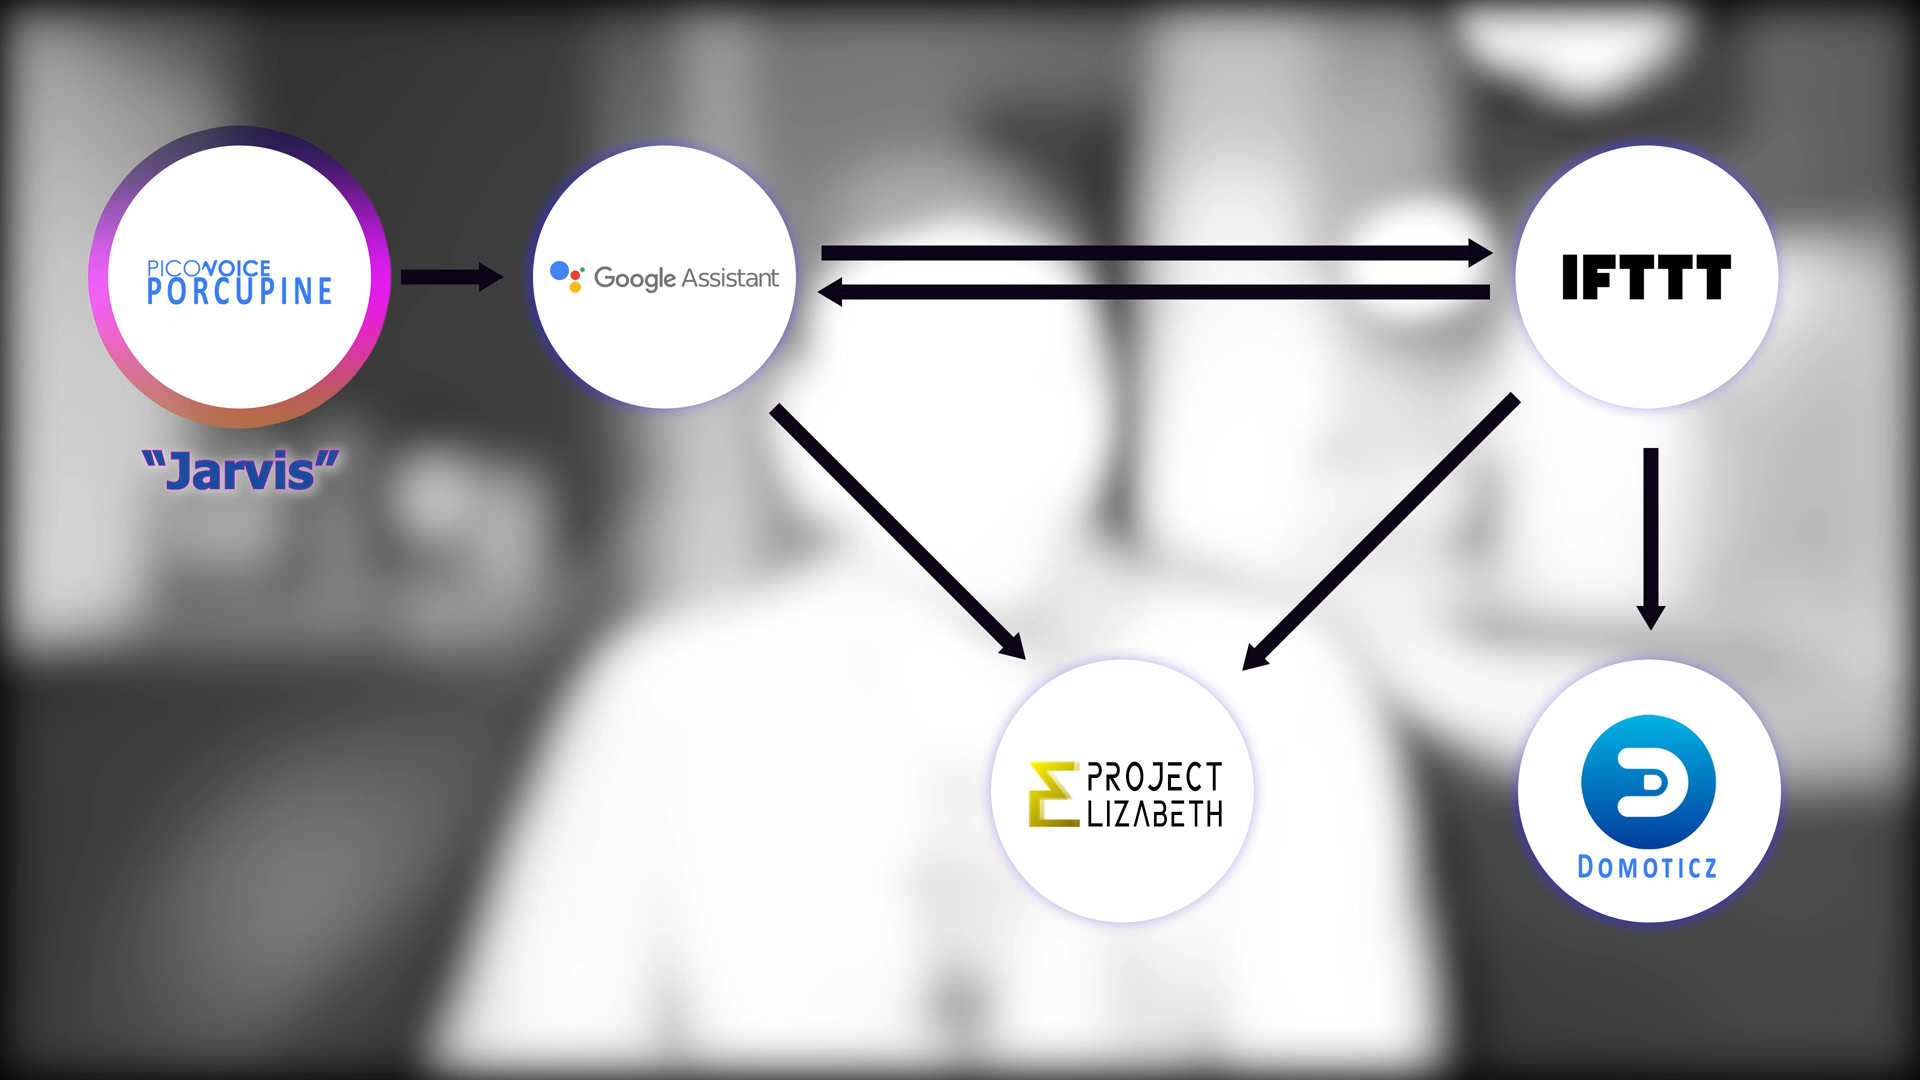 PICOVOICE
PORCUPINE
"Jarvis"
Google Assistant
IFTTT
PROJECT
LIZABETH
DOMOTICZ